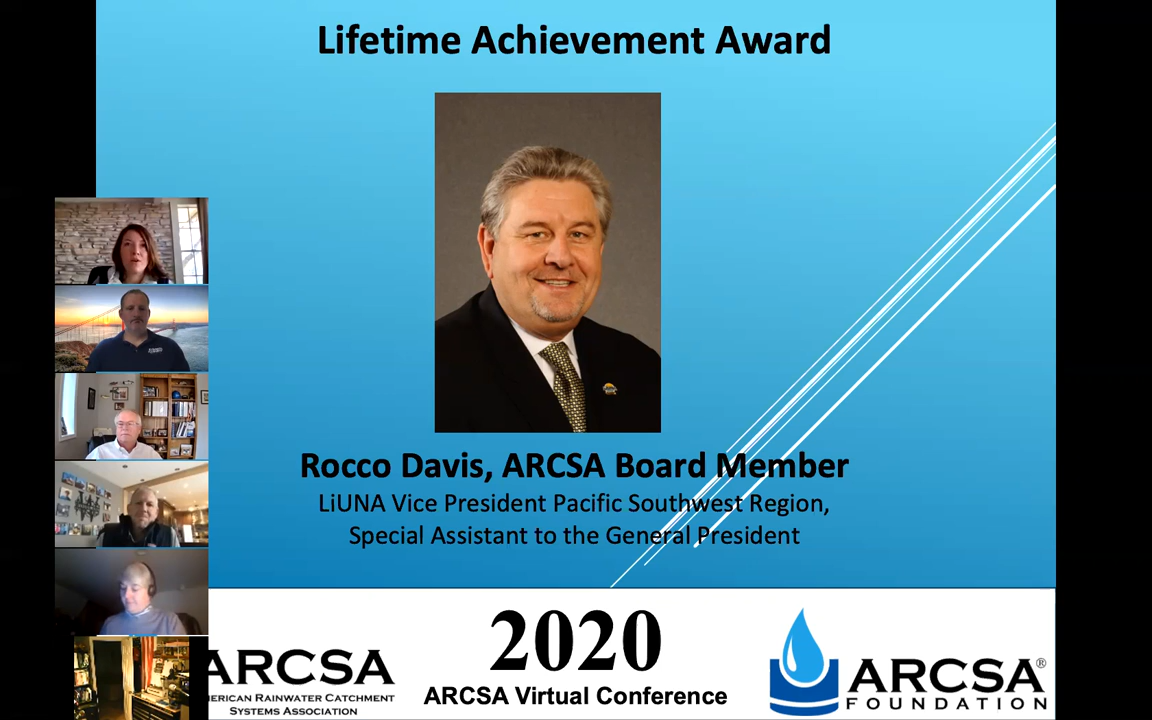 Lifetime Achievement Award
Rocco Davis, ARCSA Board Member
LiUNA Vice President Pacific Southwest Region,
Special Assistant to the General President
ARCSA
MERICAN RAINWATER CATCHMENT
SYSTEMS ASSOCIATION
2020
ARCSA Virtual Conference
ARCSA®
FOUNDATION